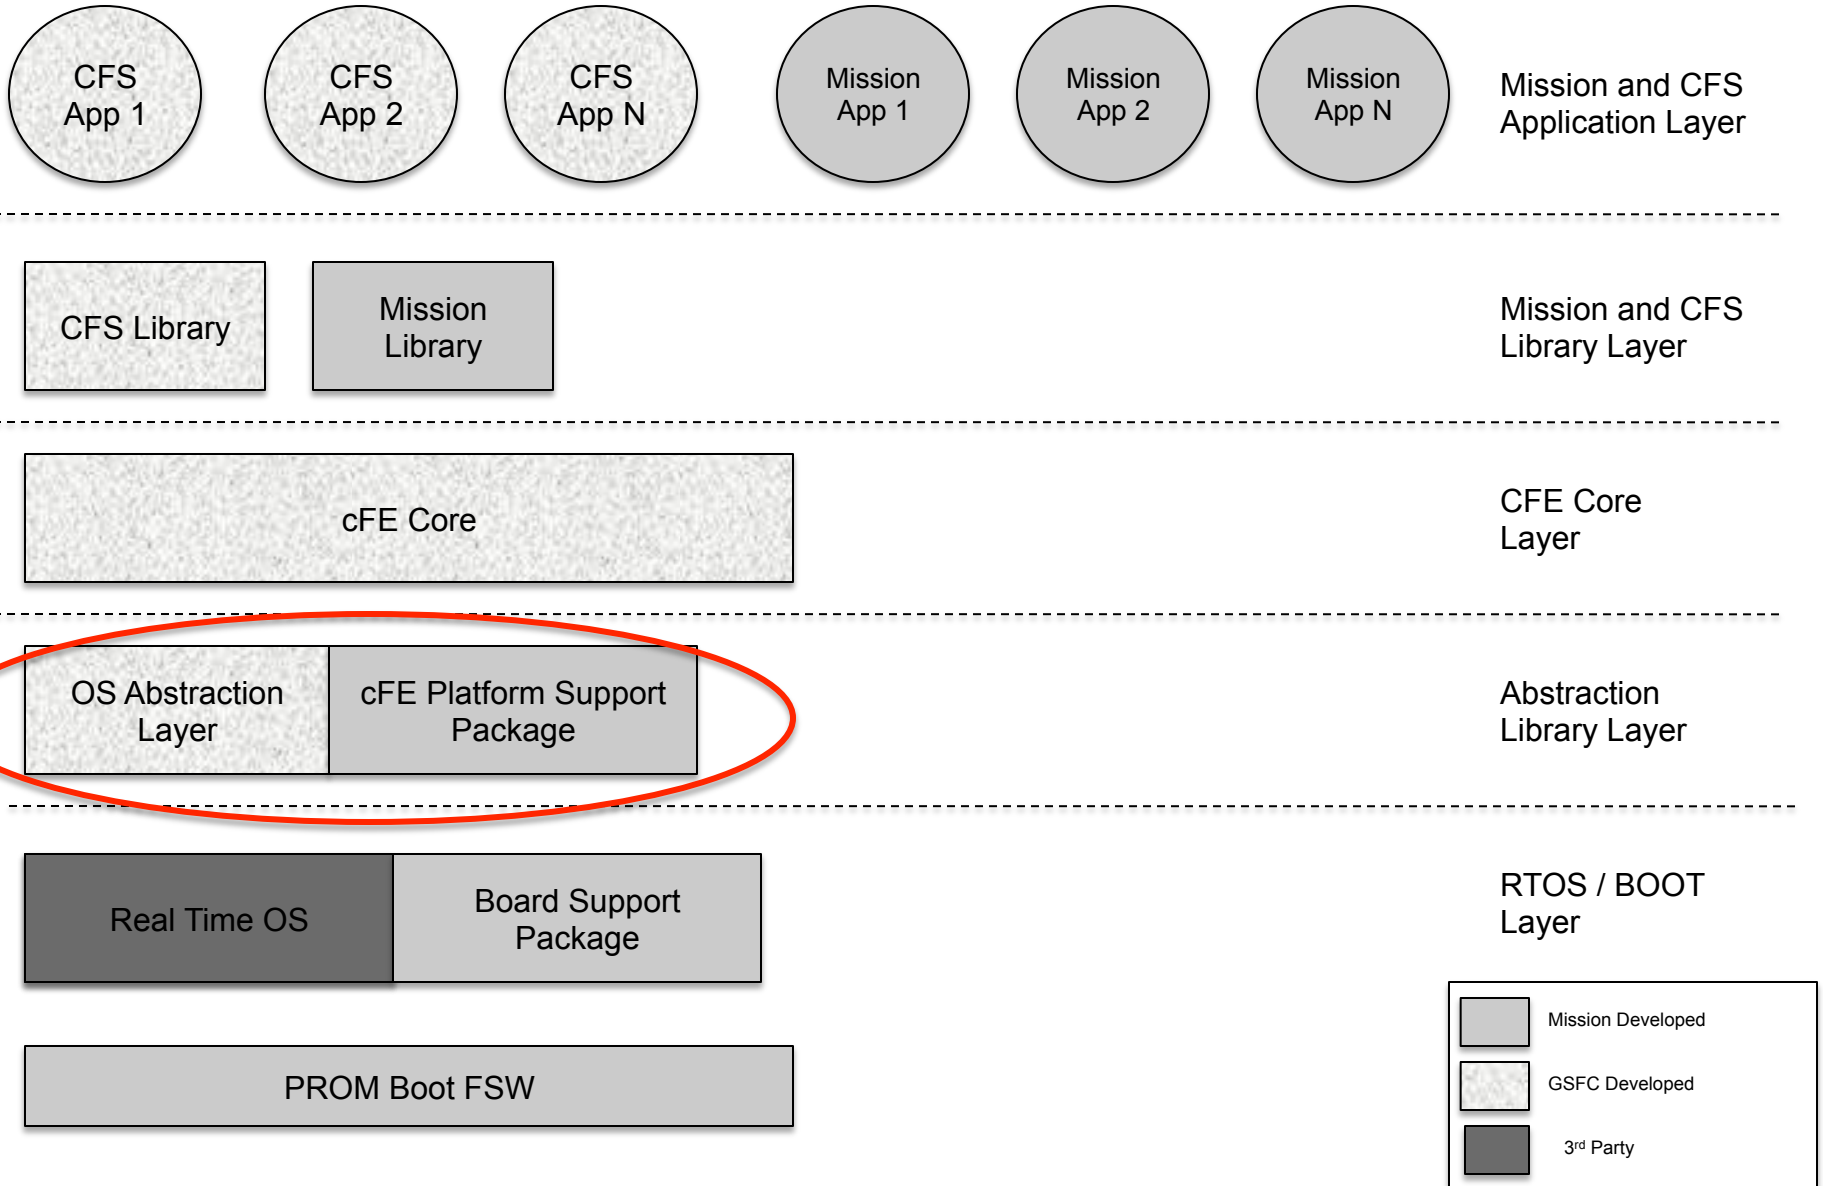 CFS
App 1
CFS
App 2
CFS
App N
Mission
App 1
Mission
App 2
Mission
App N
Mission and CFS
Application Layer
CFS Library
Mission
Library
Mission and CFS
Library Layer
cFE Core
CFE Core
Layer
OS Abstraction
Layer
cFE Platform Support
Package
Abstraction
Library Layer
Real Time OS
Board Support
Package
RTOS / BOOT
Layer
PROM Boot FSW
Mission Developed
GSFC Developed
3rd Party